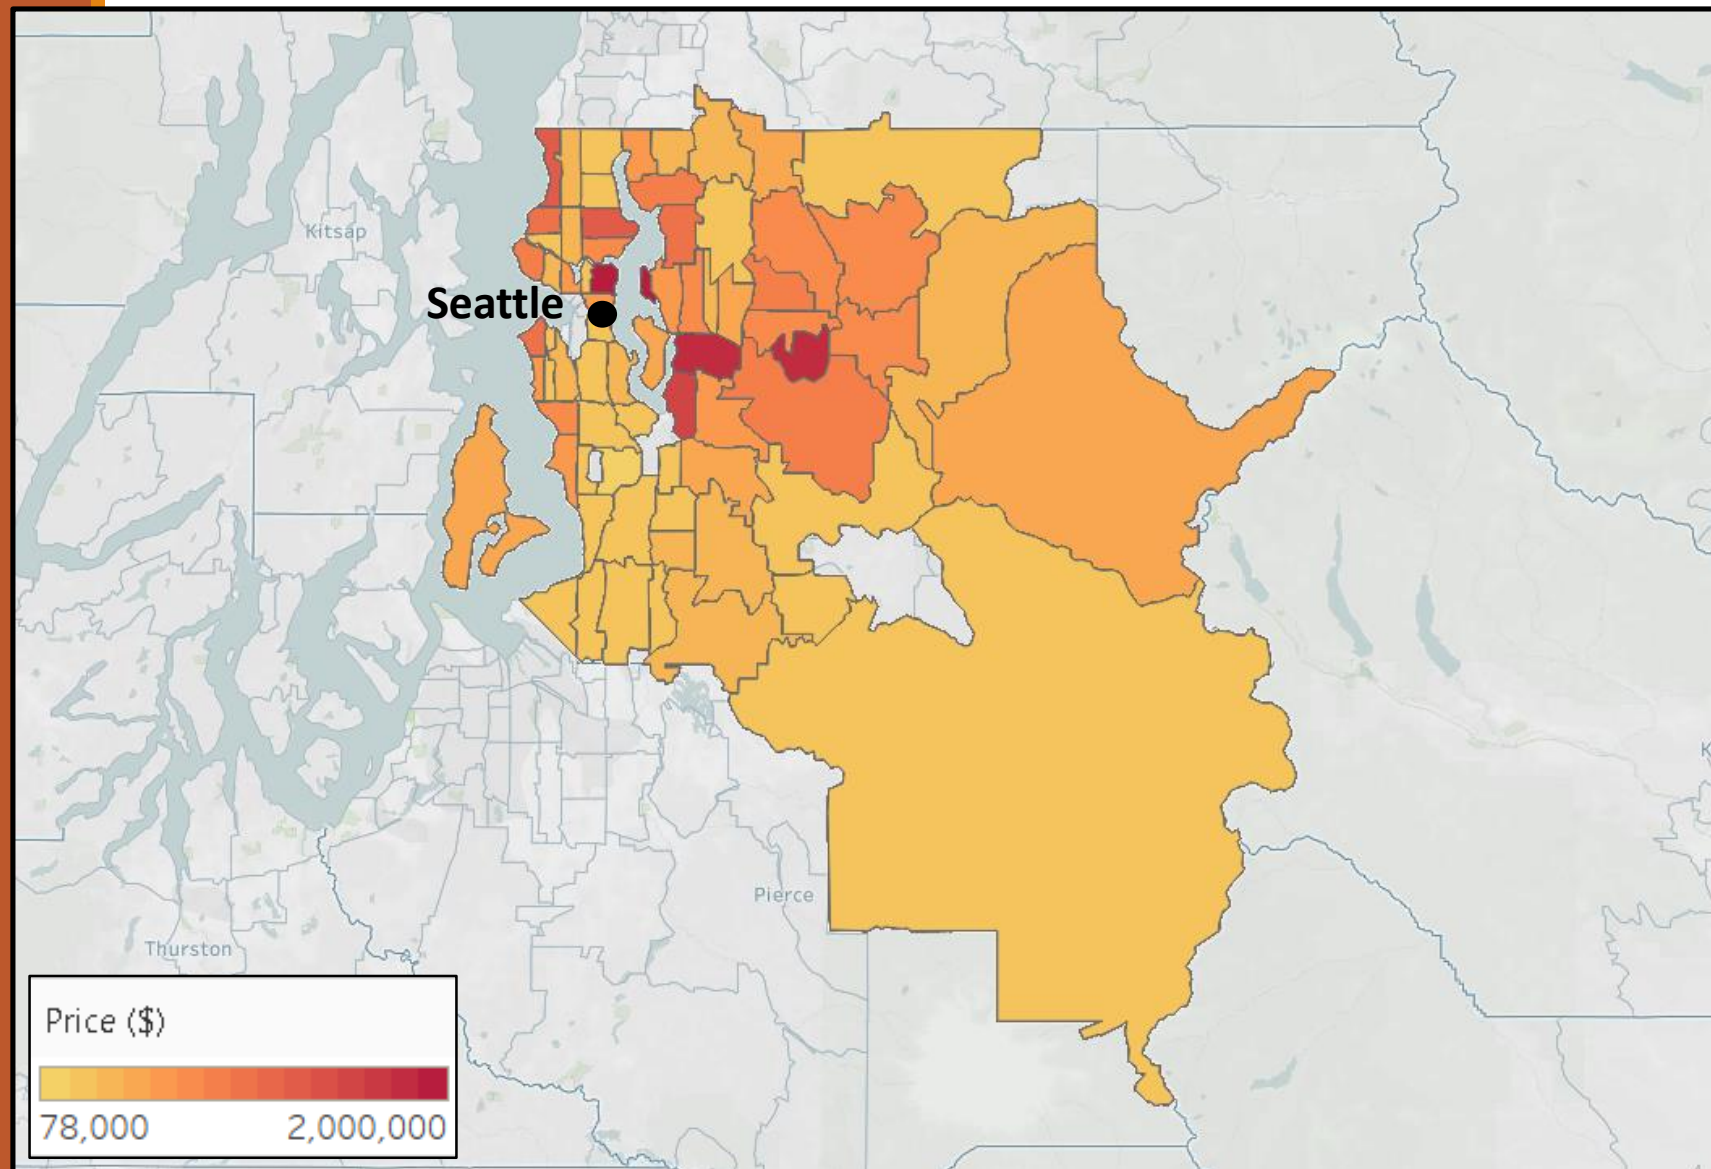 Kitsap
Seattle
Pierce
Thurston
K
Price ($)
78,000 2,000,000